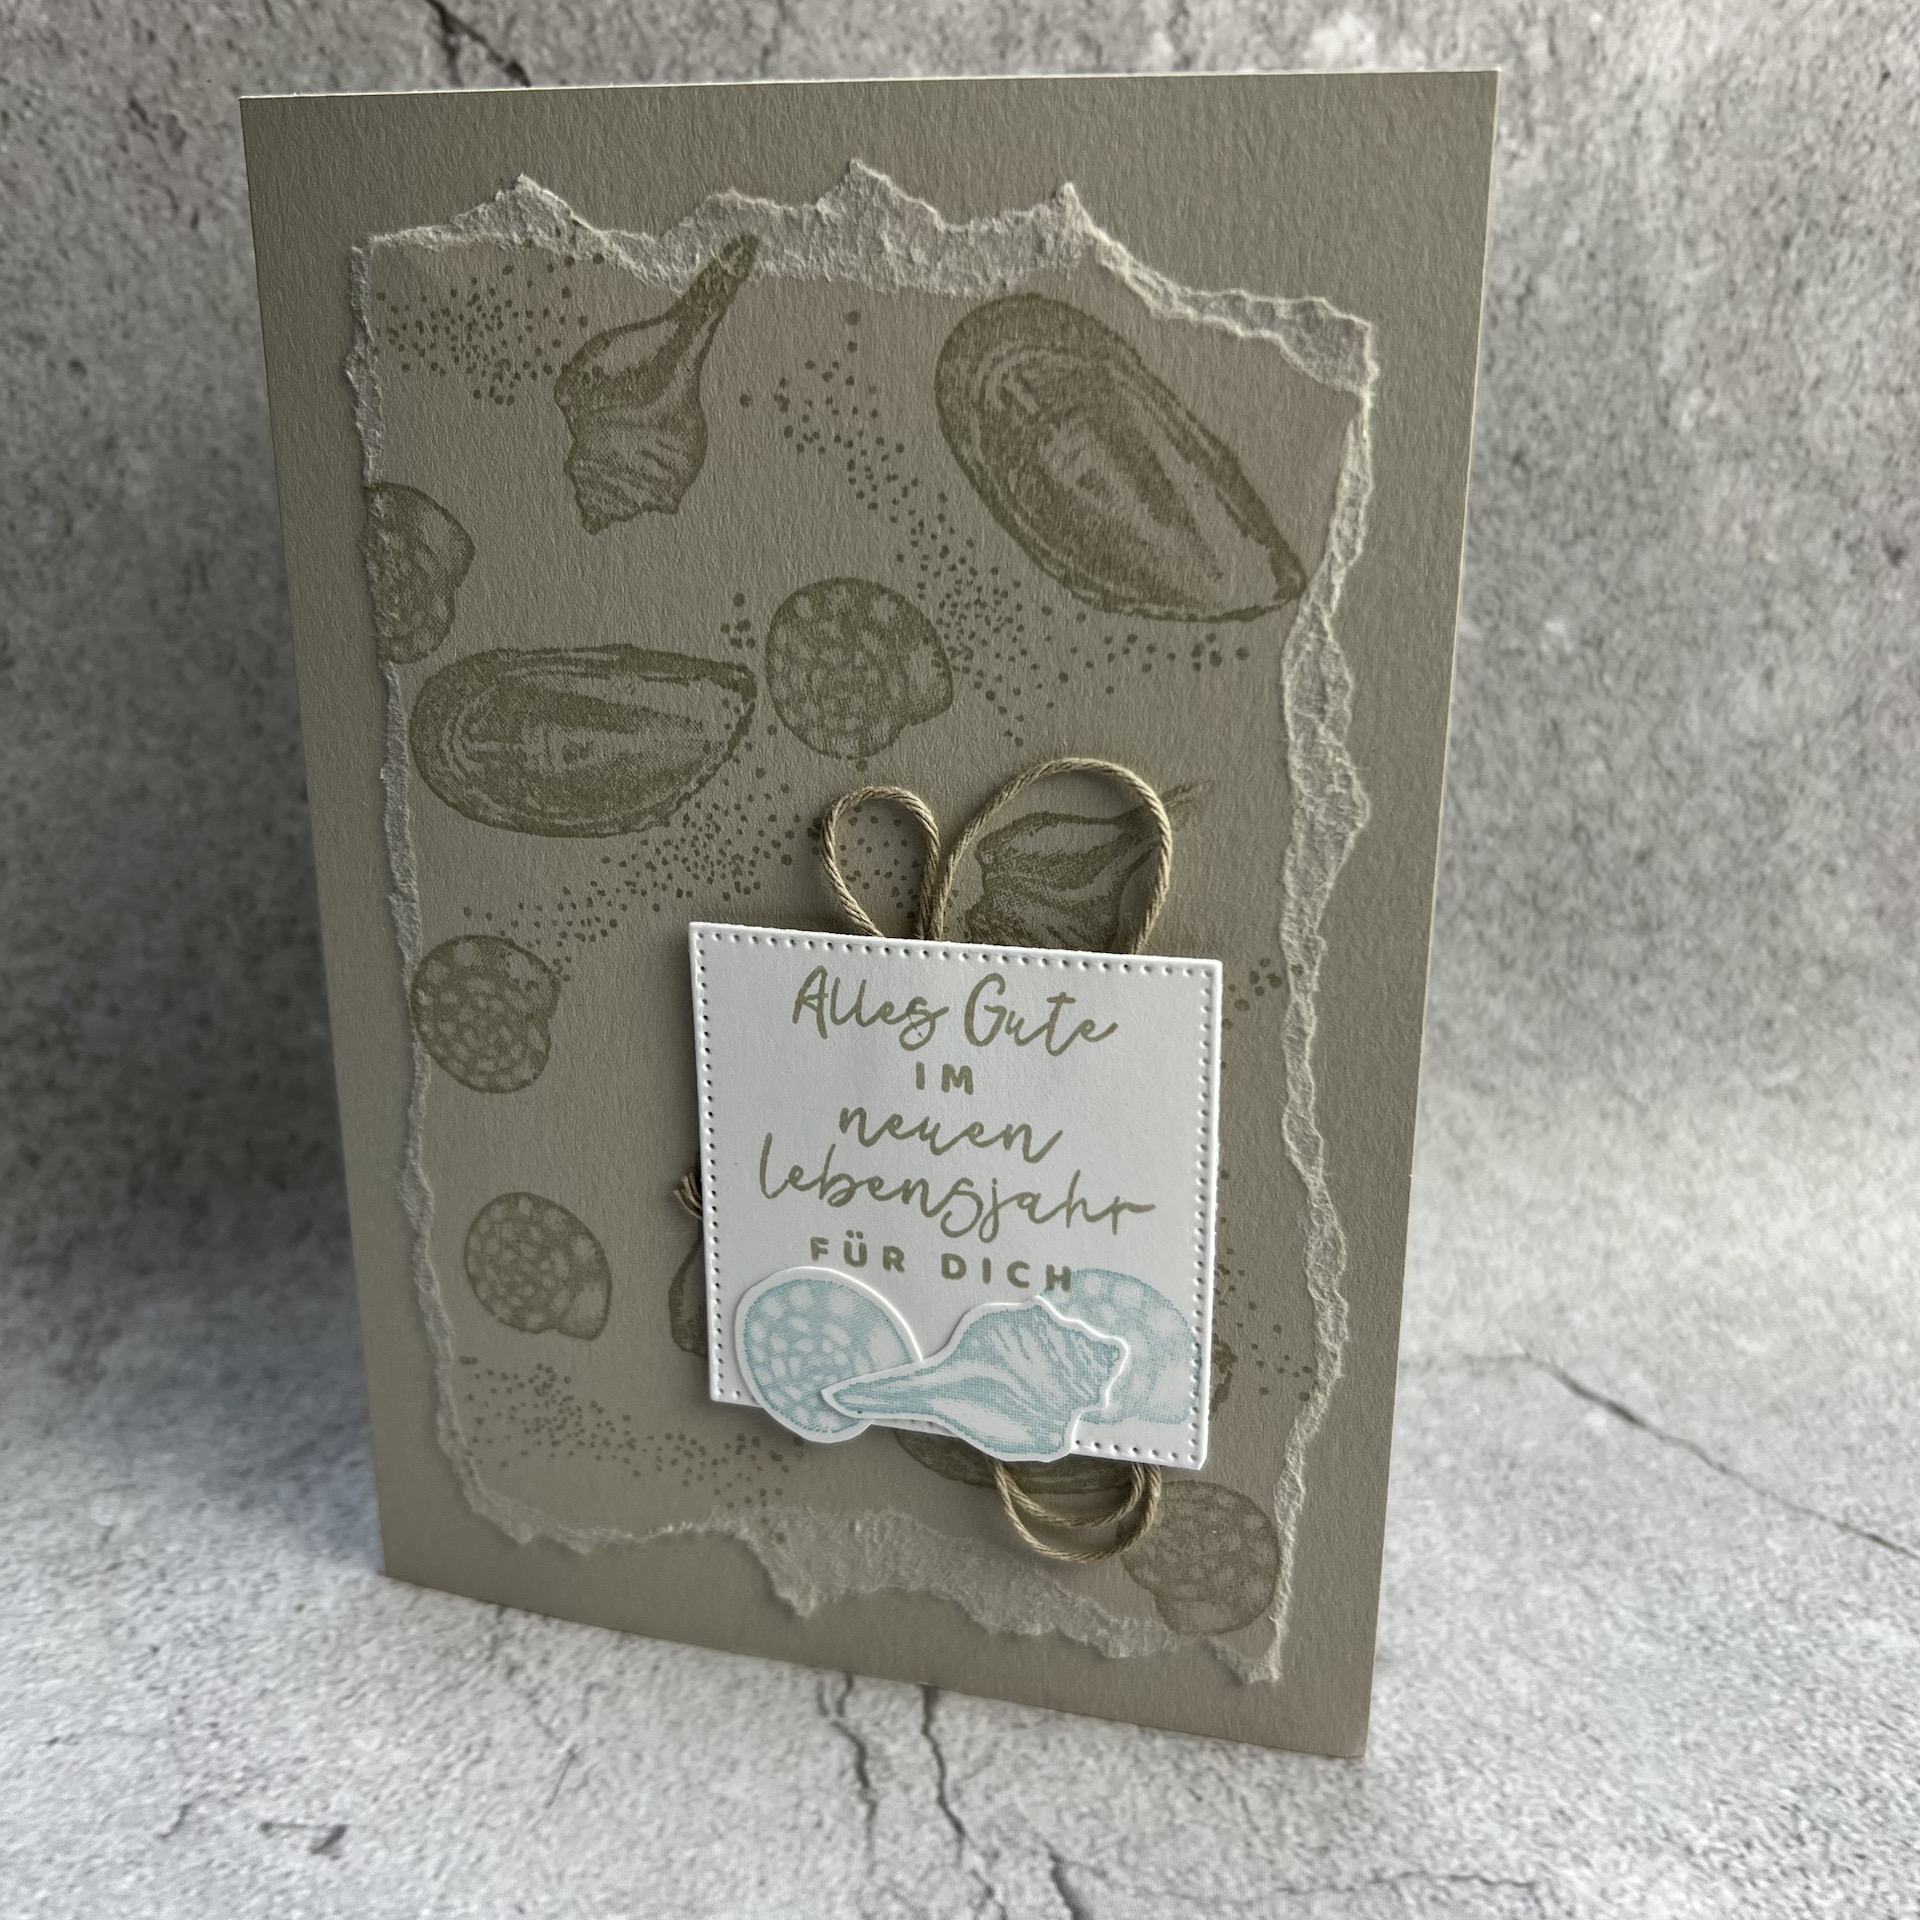 Alles Gute
IM
neuen
lebensjahr
FÜR DICH